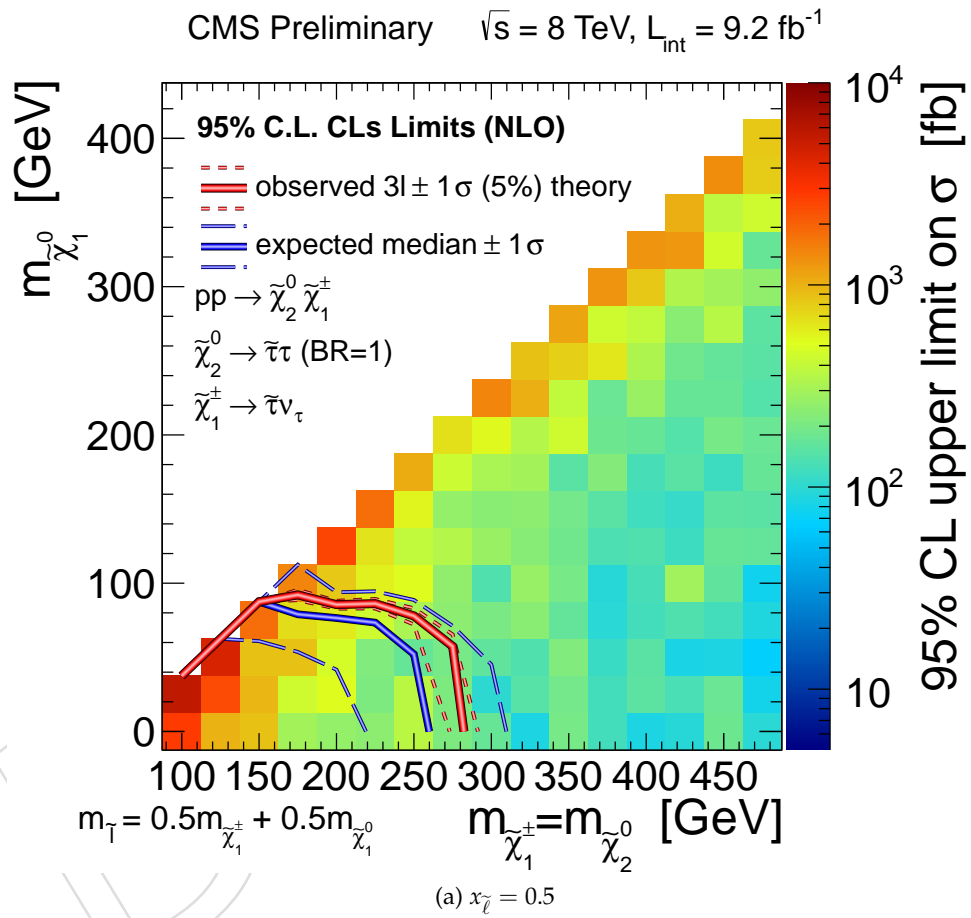 CMS Preliminary √s = 8 TeV, L_int = 9.2 fb⁻¹
m_χ̃₁⁰ [GeV]
400
300
200
100
0
95% C.L. CLs Limits (NLO)
observed 3l ± 1σ (5%) theory
expected median ± 1σ
pp → χ̃₂⁰ χ̃₁±
χ̃₂⁰ → τ̃τ (BR=1)
χ̃₁± → τ̃ν_τ
100 150 200 250 300 350 400 450
m_χ̃₁±=m_χ̃₂⁰ [GeV]
m_l̃ = 0.5m_χ̃₁± + 0.5m_χ̃₁⁰
10⁴
10³
10²
10
95% CL upper limit on σ [fb]
(a) x_ℓ̃ = 0.5